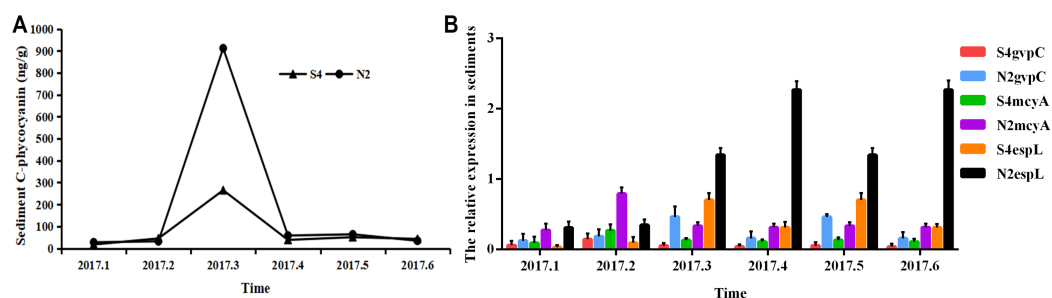 A
1000
900
800
700
600
500
400
300
200
100
0
Sediment C-phycocyanin (ng/g)
S4 N2
2017.1 2017.2 2017.3 2017.4 2017.5 2017.6
Time
B
3
2
1
0
The relative expression in sediments
2017.1 2017.2 2017.3 2017.4 2017.5 2017.6
Time
S4gvpC
N2gvpC
S4mcyA
N2mcyA
S4espL
N2espL